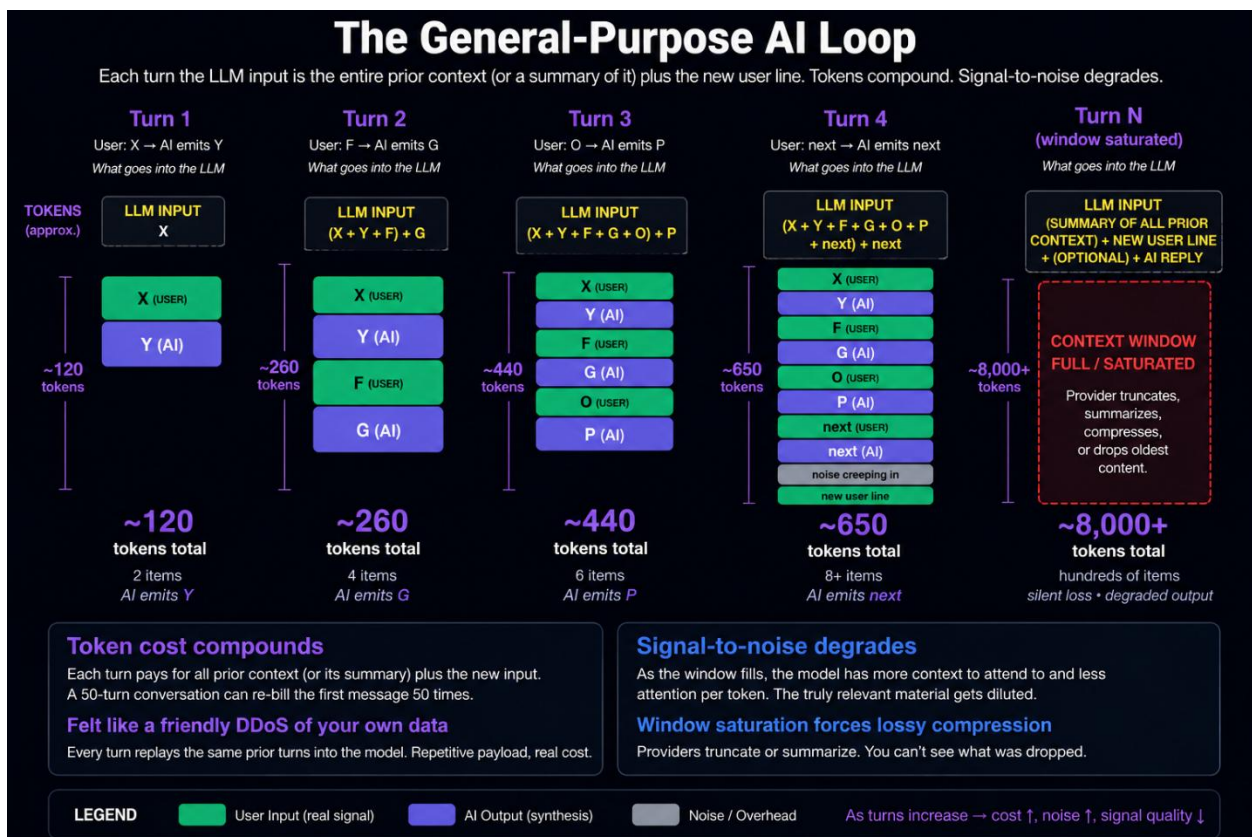 The General-Purpose AI Loop
Each turn the LLM input is the entire prior context (or a summary of it) plus the new user line. Tokens compound. Signal-to-noise degrades.
Turn 1
User: X → AI emits Y
What goes into the LLM
TOKENS
(approx.)
LLM INPUT
X
X (USER)
Y (AI)
~120
tokens
~120
tokens total
2 items
AI emits Y
Turn 2
User: F → AI emits G
What goes into the LLM
LLM INPUT
(X + Y + F) + G
X (USER)
Y (AI)
F (USER)
G (AI)
~260
tokens
~260
tokens total
4 items
AI emits G
Turn 3
User: O → AI emits P
What goes into the LLM
LLM INPUT
(X + Y + F + G + O) + P
X (USER)
Y (AI)
F (USER)
G (AI)
O (USER)
P (AI)
~440
tokens
~440
tokens total
6 items
AI emits P
Turn 4
User: next → AI emits next
What goes into the LLM
LLM INPUT
(X + Y + F + G + O + P
+ next) + next
X (USER)
Y (AI)
F (USER)
G (AI)
O (USER)
P (AI)
next (USER)
next (AI)
noise creeping in
new user line
~650
tokens
~650
tokens total
8+ items
AI emits next
Turn N
(window saturated)
What goes into the LLM
LLM INPUT
(SUMMARY OF ALL PRIOR
CONTEXT) + NEW USER LINE
+ (OPTIONAL) + AI REPLY
CONTEXT WINDOW
FULL / SATURATED
Provider truncates,
summarizes,
compresses,
or drops oldest
content.
~8,000+
tokens
~8,000+
tokens total
hundreds of items
silent loss • degraded output
Token cost compounds
Each turn pays for all prior context (or its summary) plus the new input.
A 50-turn conversation can re-bill the first message 50 times.
Felt like a friendly DDoS of your own data
Every turn replays the same prior turns into the model. Repetitive payload, real cost.
Signal-to-noise degrades
As the window fills, the model has more context to attend to and less
attention per token. The truly relevant material gets diluted.
Window saturation forces lossy compression
Providers truncate or summarize. You can't see what was dropped.
LEGEND
User Input (real signal)
AI Output (synthesis)
Noise / Overhead
As turns increase → cost ↑, noise ↑, signal quality ↓